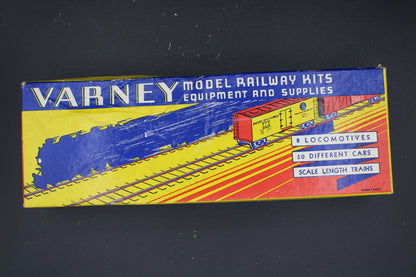 VARNEY
MODEL RAILWAY KITS
EQUIPMENT AND SUPPLIES
8 LOCOMOTIVES
30 DIFFERENT CARS
SCALE LENGTH TRAINS